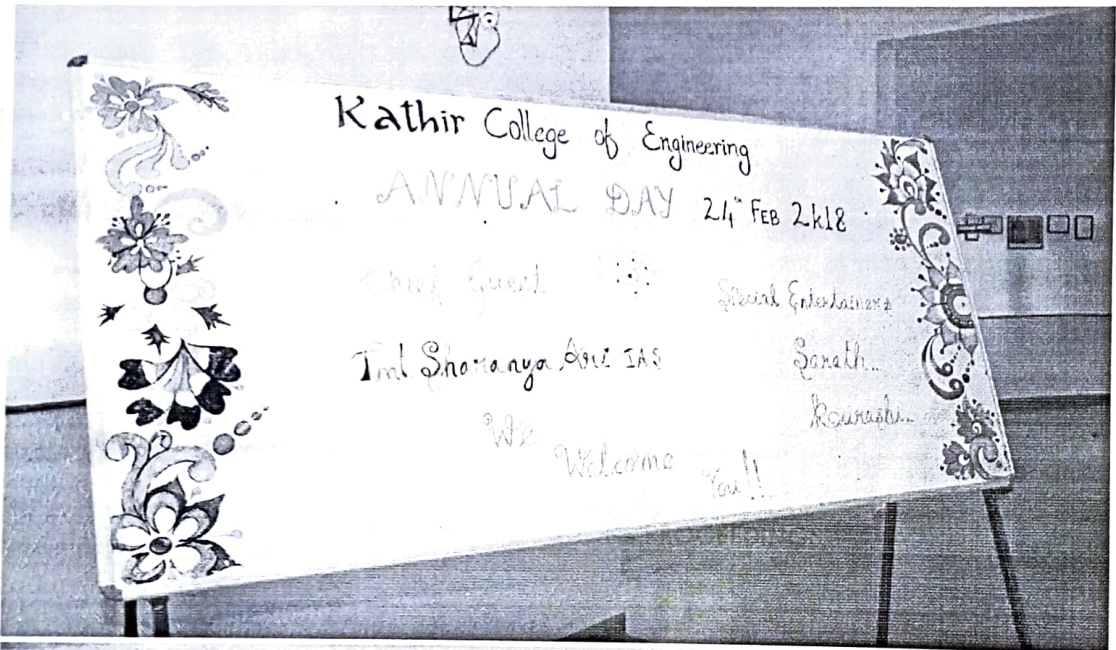 Kathir College of Engineering
ANNUAL DAY 24th FEB 2k18
Chief Guest
Special Entertainers
Tmt Sharanya Ari IAS
Sarath..
We
Welcome
You!!